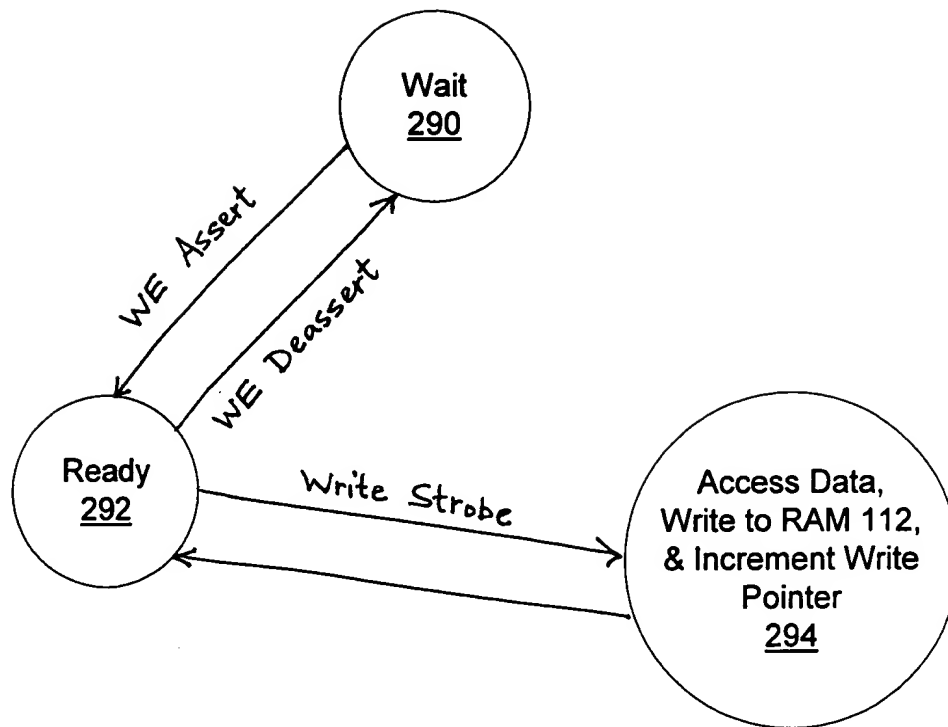 Wait
290
WE Assert
WE Deassert
Ready
292
Write Strobe
Access Data,
Write to RAM 112,
& Increment Write
Pointer
294